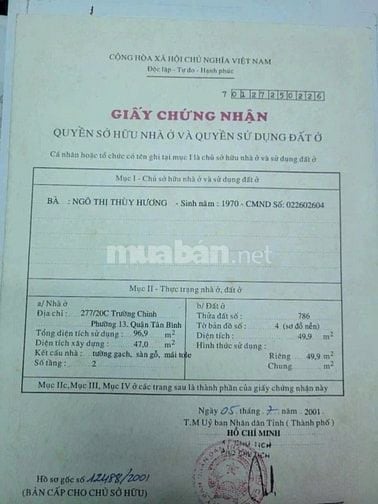 CỘNG HÒA XÃ HỘI CHỦ NGHĨA VIỆT NAM
Độc lập - Tự do - Hạnh phúc
7 0127250226
GIẤY CHỨNG NHẬN
QUYỀN SỞ HỮU NHÀ Ở VÀ QUYỀN SỬ DỤNG ĐẤT Ở
Cá nhân hoặc tổ chức có tên ghi tại mục I là chủ sở hữu nhà ở và sử dụng đất ở
Mục I - Chủ sở hữu nhà ở và sử dụng đất ở
BÀ : NGÔ THỊ THÙY HƯƠNG - Sinh năm : 1970 - CMND Số: 022602604
muaban.net
Mục II - Thực trạng nhà ở, đất ở
a/ Nhà ở
Địa chỉ : 277/20C Trường Chinh
Phường 13, Quận Tân Bình
Tổng diện tích sử dụng : 96,9 m2
Diện tích xây dựng : 47,0 m2
Kết cấu nhà : tường gạch, sàn gỗ, mái tole
Số tầng : 2
b/ Đất ở
Thửa đất số : 786
Tờ bản đồ số : 4 (sơ đồ nền)
Diện tích : 49,9 m2
Hình thức sử dụng :
Riêng 49,9 m2
Chung m2
Mục IIc, Mục III, Mục IV ở các trang sau là thành phần của giấy chứng nhận này
Ngày 05 tháng 7 năm 2001
T.M Uỷ ban Nhân dân Tỉnh ( Thành phố )
HỒ CHÍ MINH
Hồ sơ gốc số 12488/2001
(BẢN CẤP CHO CHỦ SỞ HỮU)